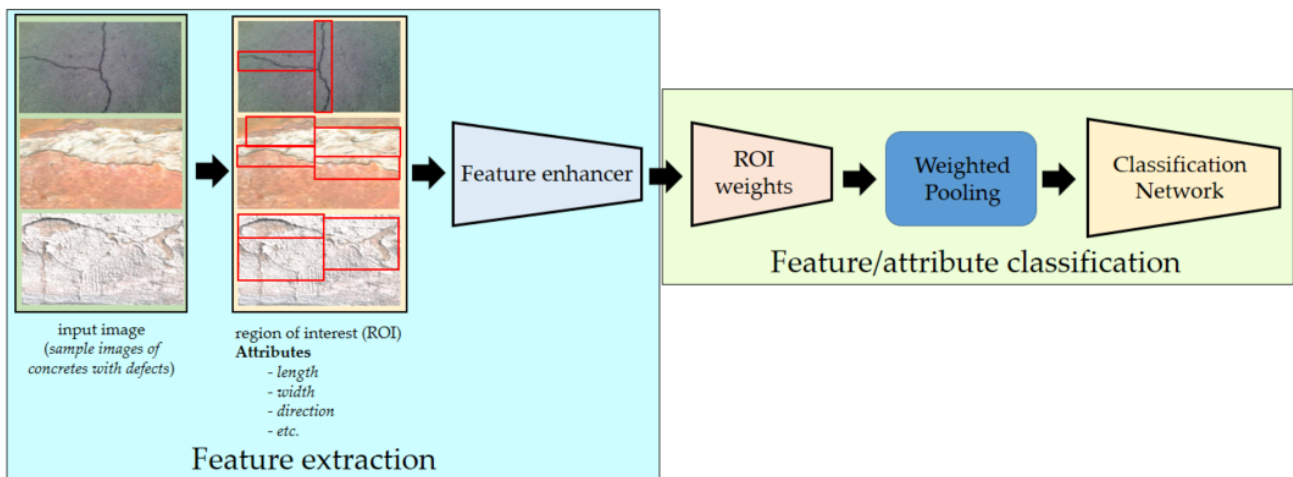 input image
(sample images of
concretes with defects)
region of interest (ROI)
Attributes
- length
- width
- direction
- etc.
Feature extraction
Feature enhancer
ROI
weights
Weighted
Pooling
Classification
Network
Feature/attribute classification